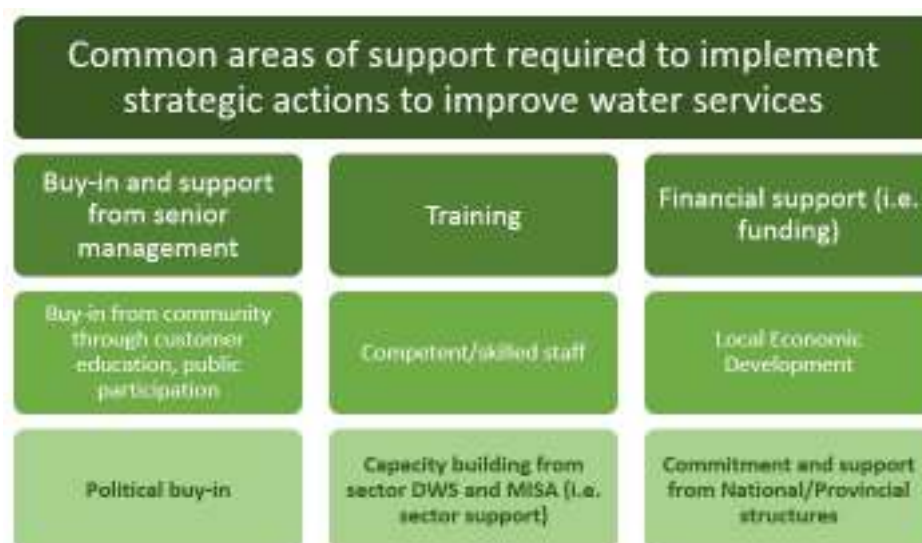 Common areas of support required to implement
strategic actions to improve water services
Buy-in and support
from senior
management
Training
Financial support (i.e.
funding)
Buy-in from community
through customer
education, public
participation
Competent/skilled staff
Local Economic
Development
Political buy-in
Capacity building from
sector DWS and MISA (i.e.
sector support)
Commitment and support
from National/Provincial
structures